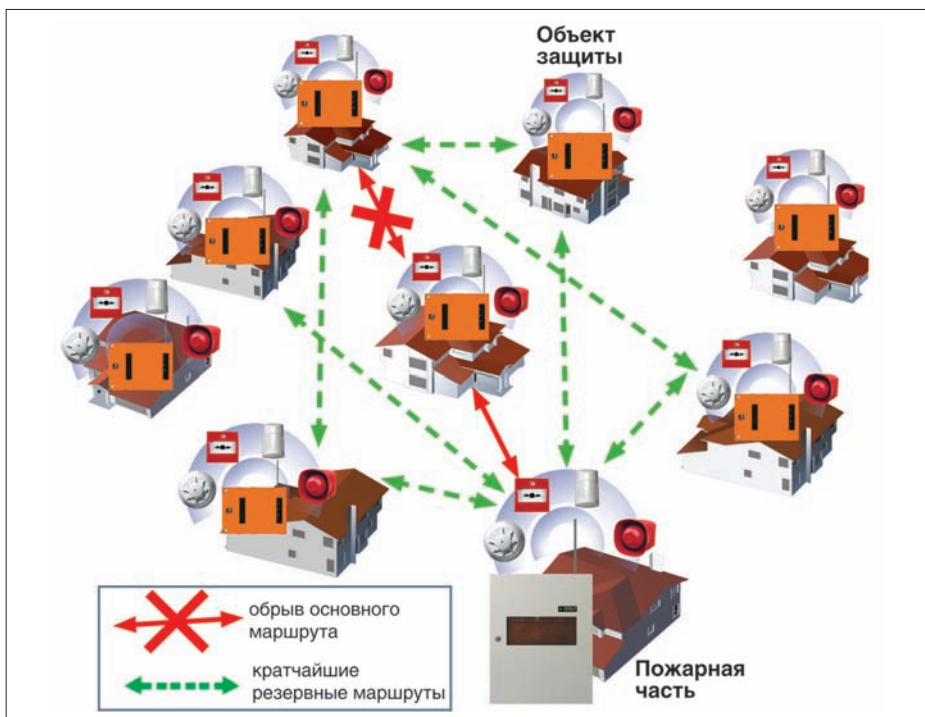 Объект
защиты
обрыв основного
маршрута
кратчайшие
резервные маршруты
Пожарная
часть